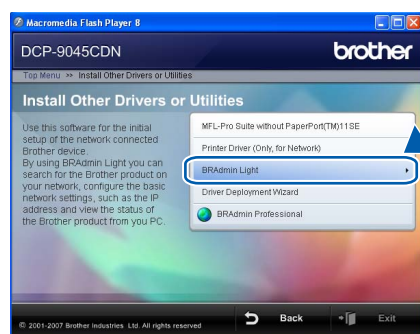 Macromedia Flash Player 8
DCP-9045CDN
brother
Top Menu >> Install Other Drivers or Utilities
Install Other Drivers or Utilities
Use this software for the initial
setup of the network connected
Brother device.
By using BRAdmin Light you can
search for the Brother product on
your network, configure the basic
network settings, such as the IP
address and view the status of
the Brother product from you PC.
MFL-Pro Suite without PaperPort(TM)11SE
Printer Driver (Only, for Network)
BRAdmin Light
Driver Deployment Wizard
BRAdmin Professional
© 2001-2007 Brother Industries Ltd. All rights reserved
Back
Exit